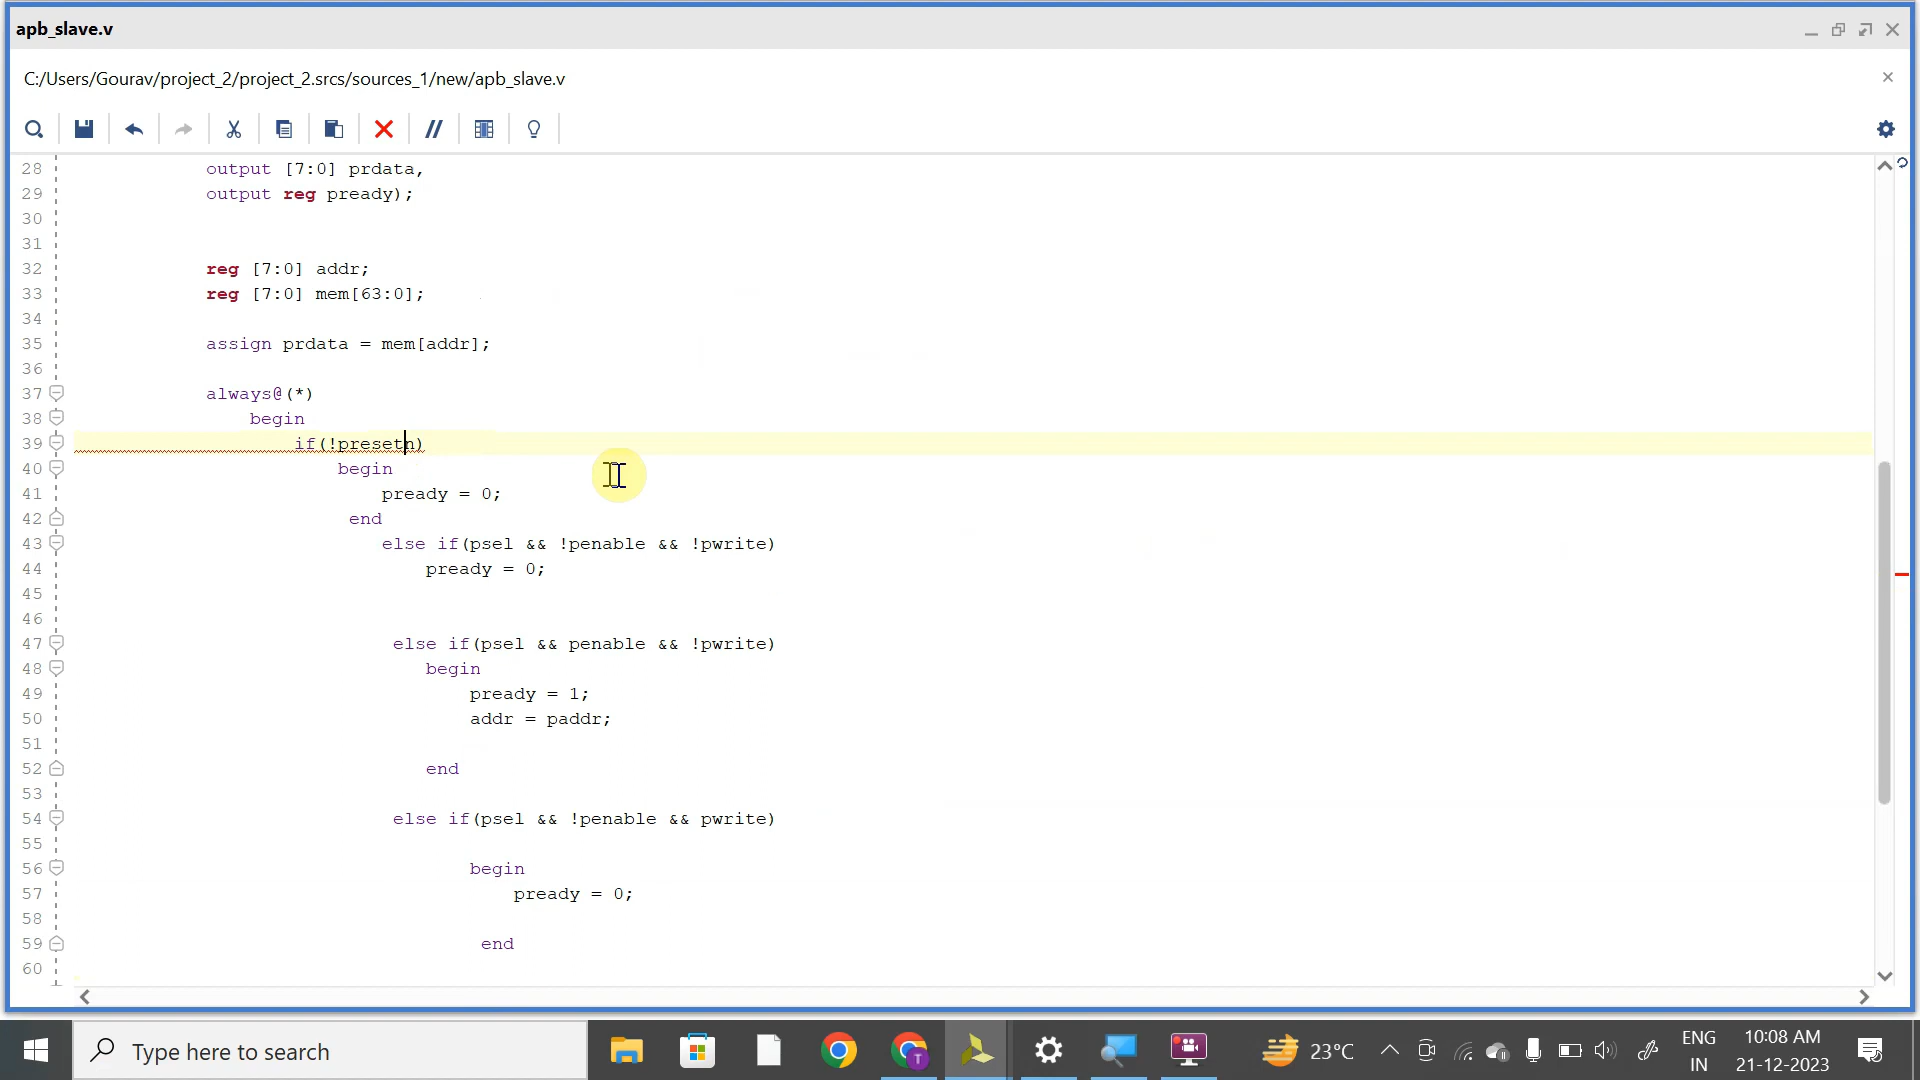 apb_slave.v
C:/Users/Gourav/project_2/project_2.srcs/sources_1/new/apb_slave.v
28 output [7:0] prdata,
29 output reg pready);
30
31
32 reg [7:0] addr;
33 reg [7:0] mem[63:0];
34
35 assign prdata = mem[addr];
36
37 always@(*)
38 begin
39 if(!presetn)
40 begin
41 pready = 0;
42 end
43 else if(psel && !penable && !pwrite)
44 pready = 0;
45
46
47 else if(psel && penable && !pwrite)
48 begin
49 pready = 1;
50 addr = paddr;
51
52 end
53
54 else if(psel && !penable && pwrite)
55
56 begin
57 pready = 0;
58
59 end
60
Type here to search
T
23°C
ENG
IN
10:08 AM
21-12-2023